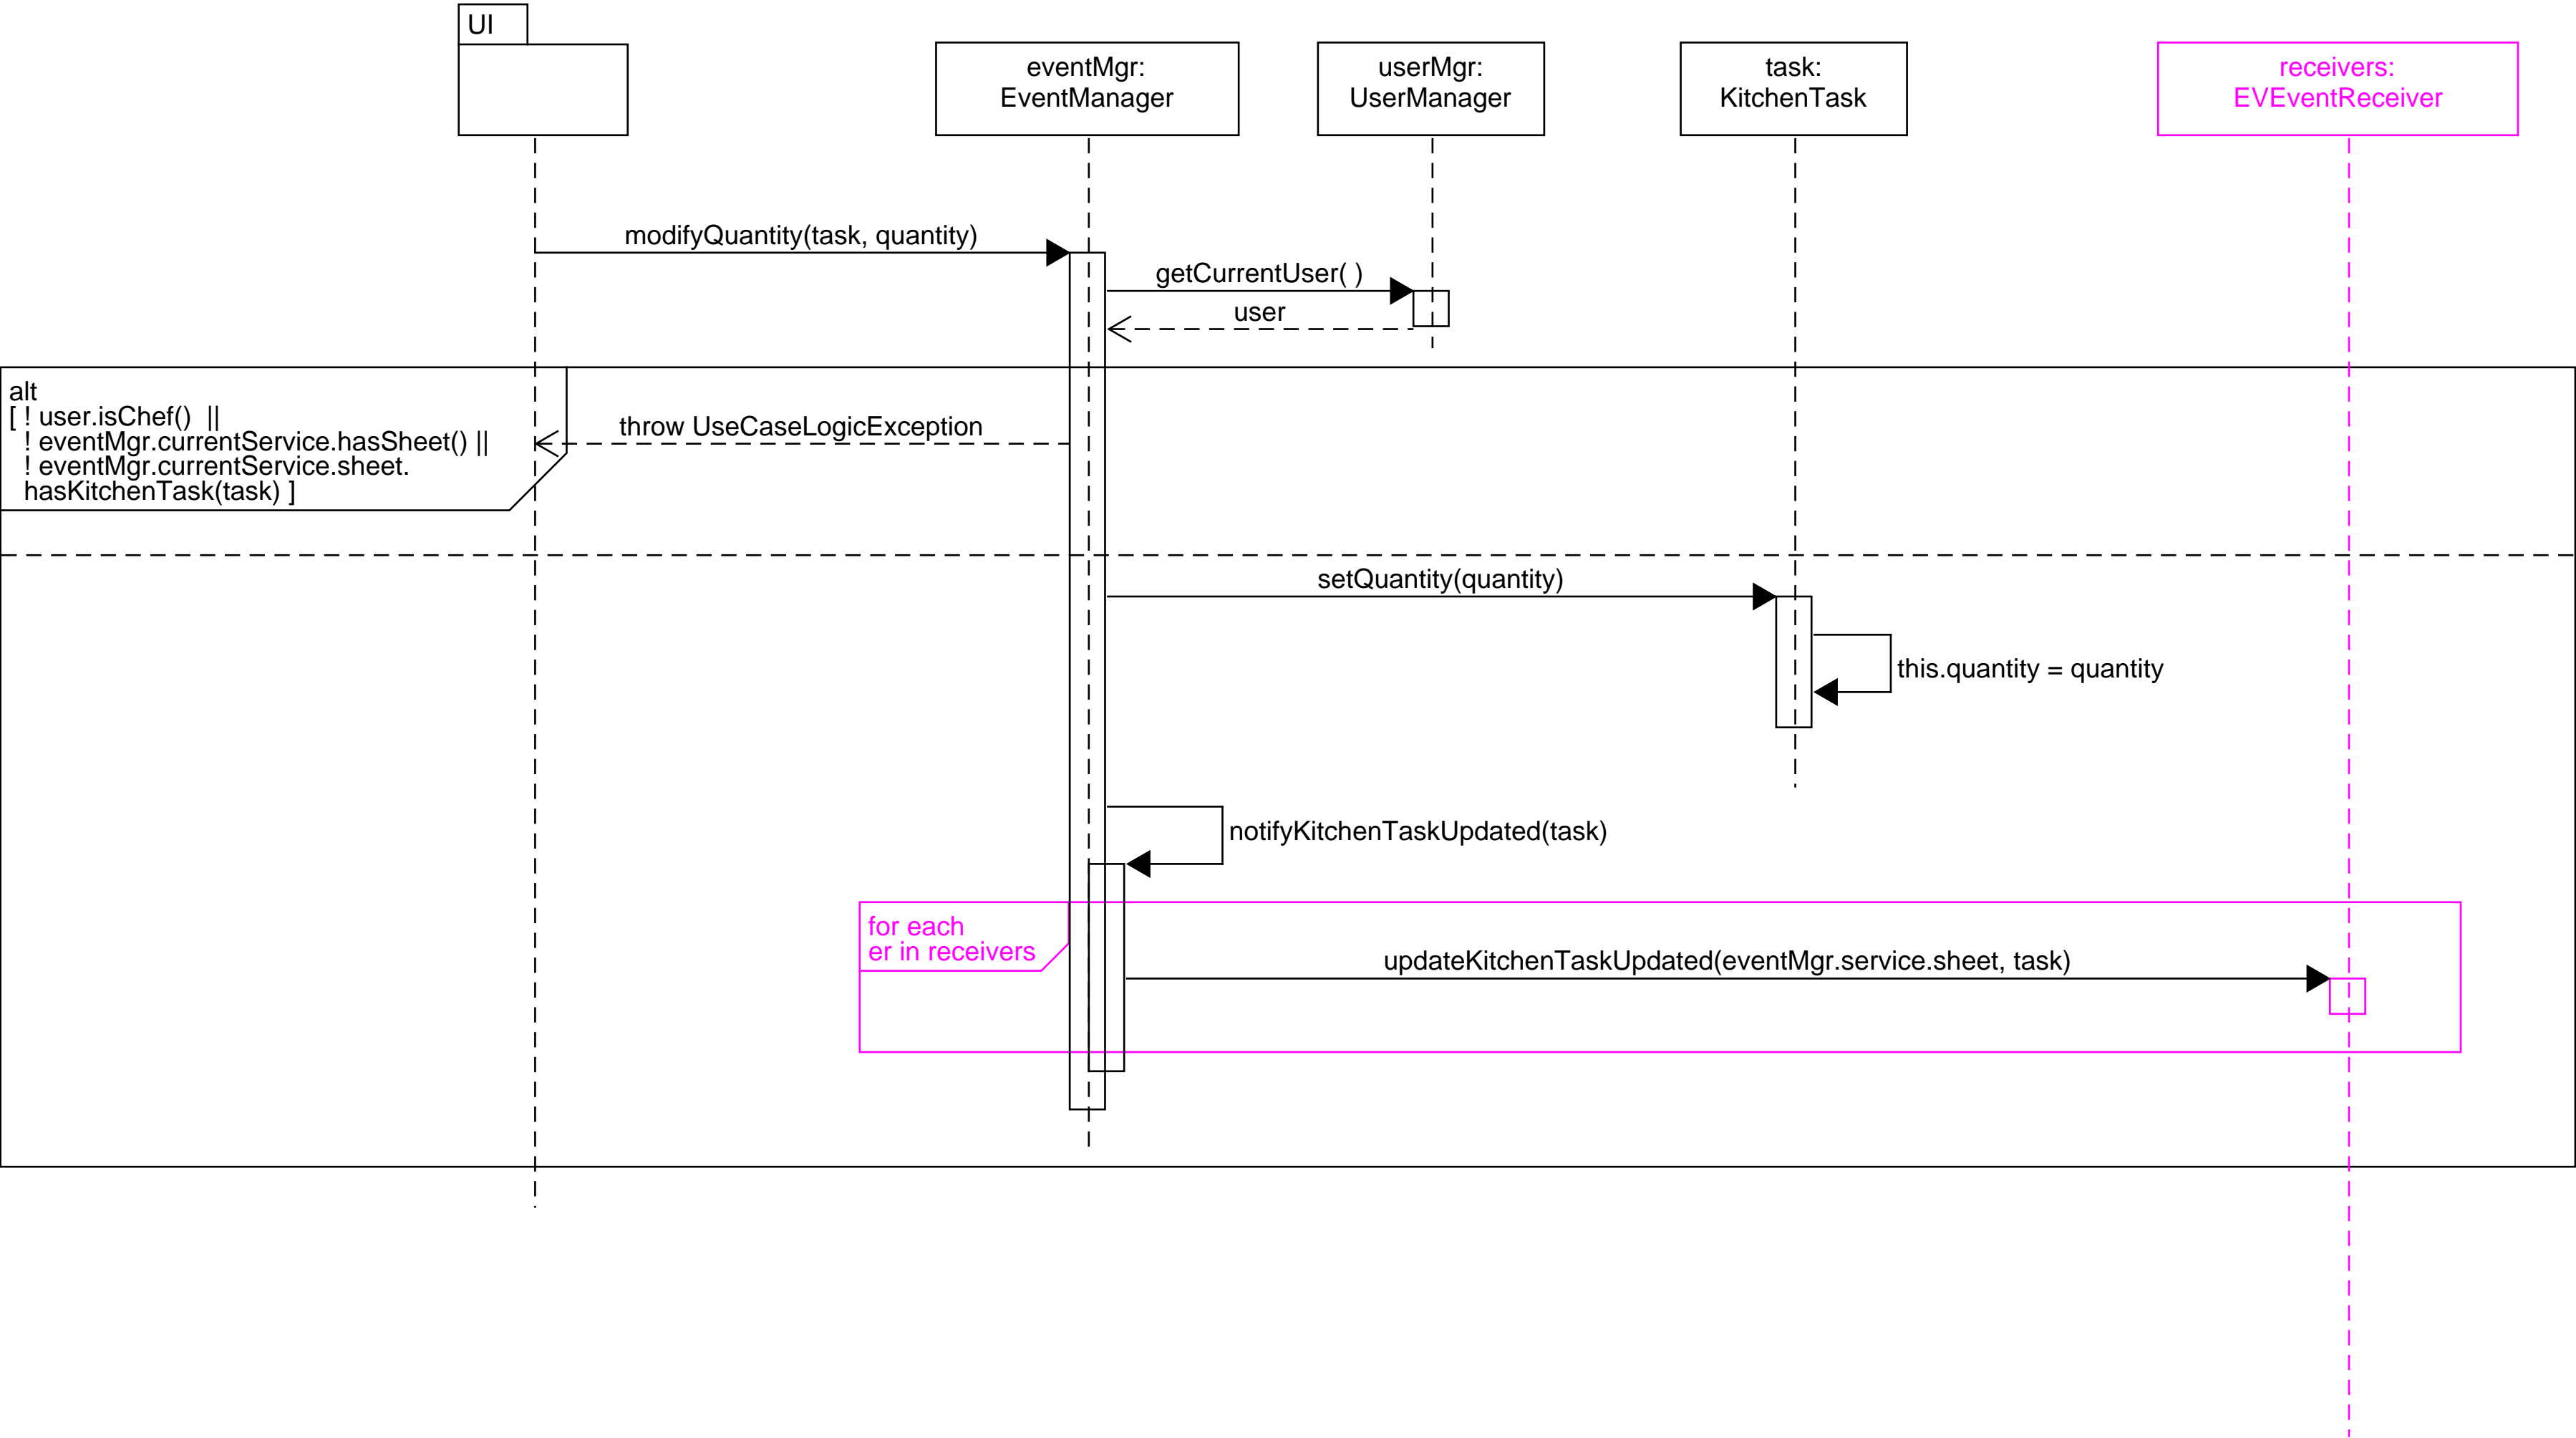 UI
eventMgr:
EventManager
userMgr:
UserManager
task:
KitchenTask
receivers:
EVEventReceiver
modifyQuantity(task, quantity)
getCurrentUser( )
user
alt
[ ! user.isChef()  ||
! eventMgr.currentService.hasSheet() ||
! eventMgr.currentService.sheet.
hasKitchenTask(task) ]
throw UseCaseLogicException
setQuantity(quantity)
this.quantity = quantity
notifyKitchenTaskUpdated(task)
for each
er in receivers
updateKitchenTaskUpdated(eventMgr.service.sheet, task)